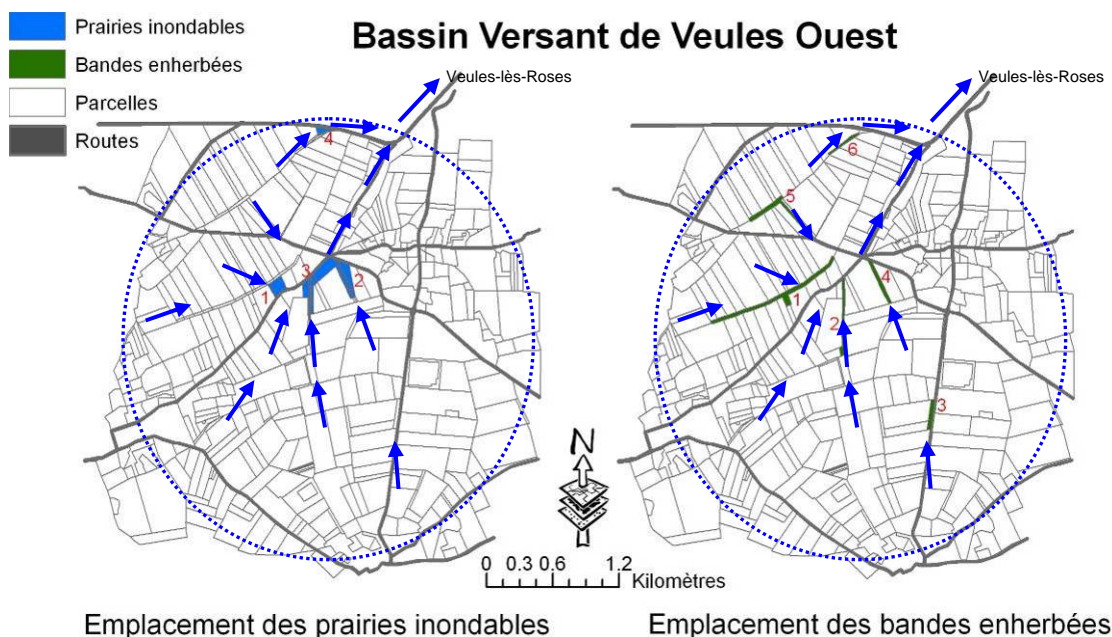 Prairies inondables
Bandes enherbées
Parcelles
Routes
Bassin Versant de Veules Ouest
Veules-lès-Roses
4
3
2
1
Veules-lès-Roses
6
5
4
1
2
3
N
0 0.3 0.6 1.2
Kilomètres
Emplacement des prairies inondables
Emplacement des bandes enherbées